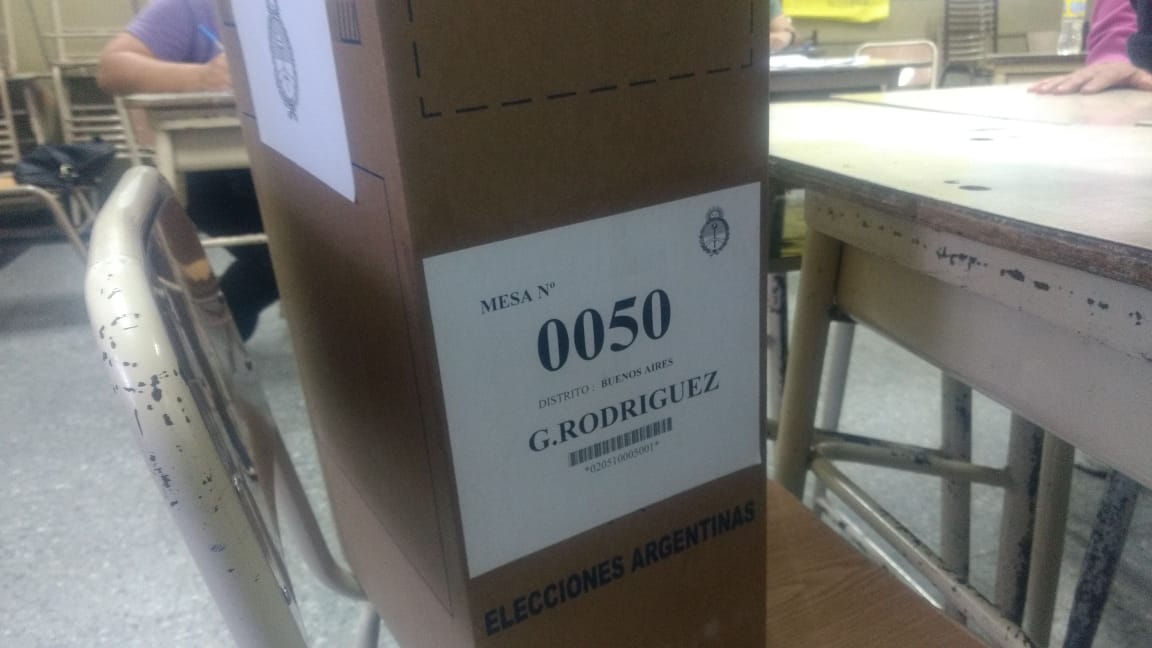 MESA Nº
0050
DISTRITO : BUENOS AIRES
G.RODRIGUEZ
*020510005001*
ELECCIONES ARGENTINAS